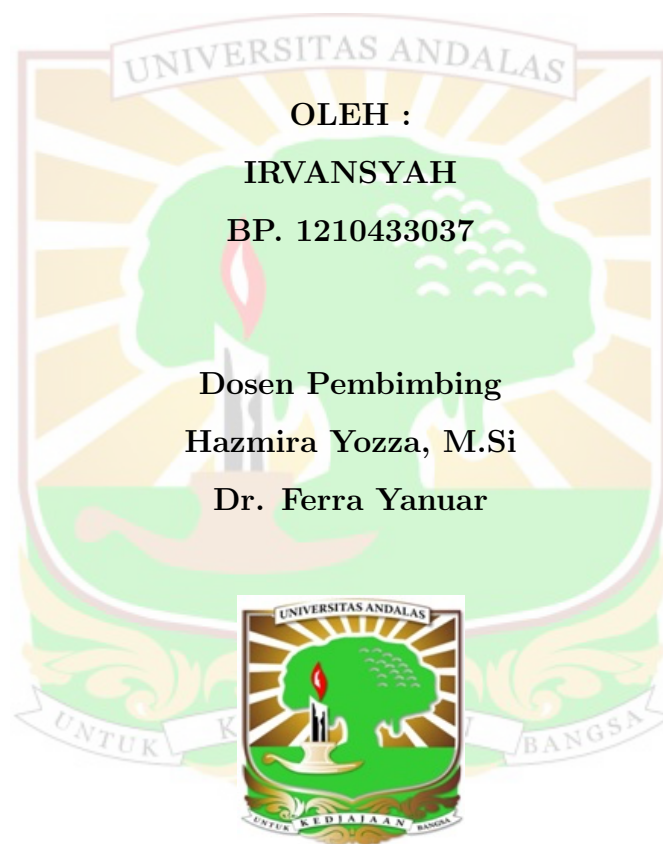 UNIVERSITAS ANDALAS
OLEH :
IRVANSYAH
BP. 1210433037
Dosen Pembimbing
Hazmira Yozza, M.Si
Dr. Ferra Yanuar
UNIVERSITAS ANDALAS
UNTUK K BANGSA
UNTUK KEDJAJAAN BANGSA